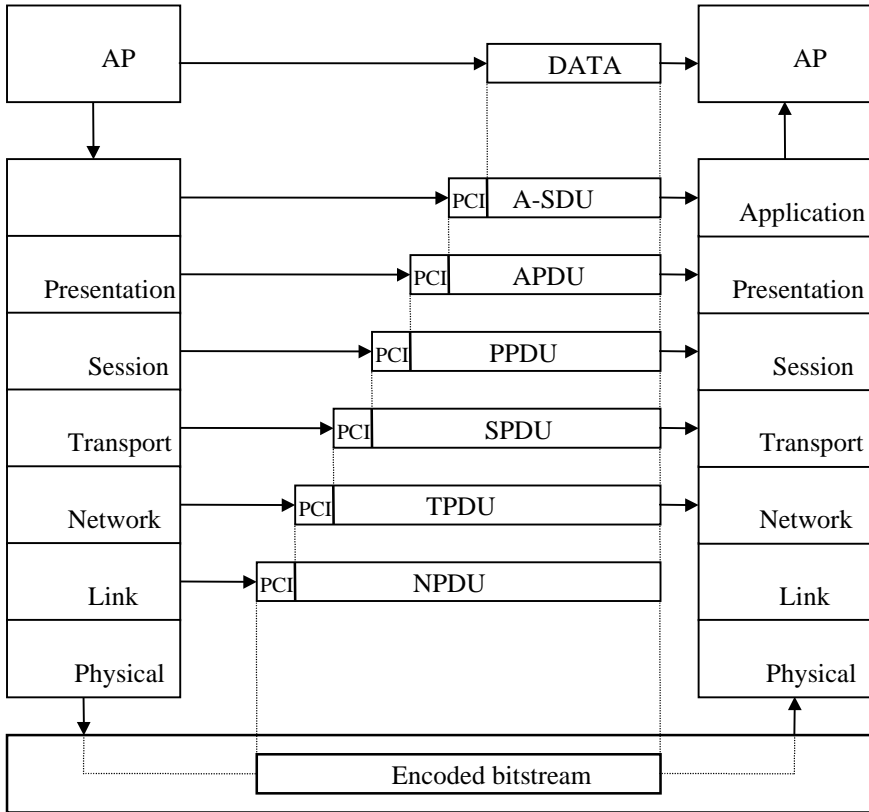 AP DATA AP
PCI A-SDU Application
Presentation PCI APDU Presentation
Session PCI PPDU Session
Transport PCI SPDU Transport
Network PCI TPDU Network
Link PCI NPDU Link
Physical Physical
Encoded bitstream